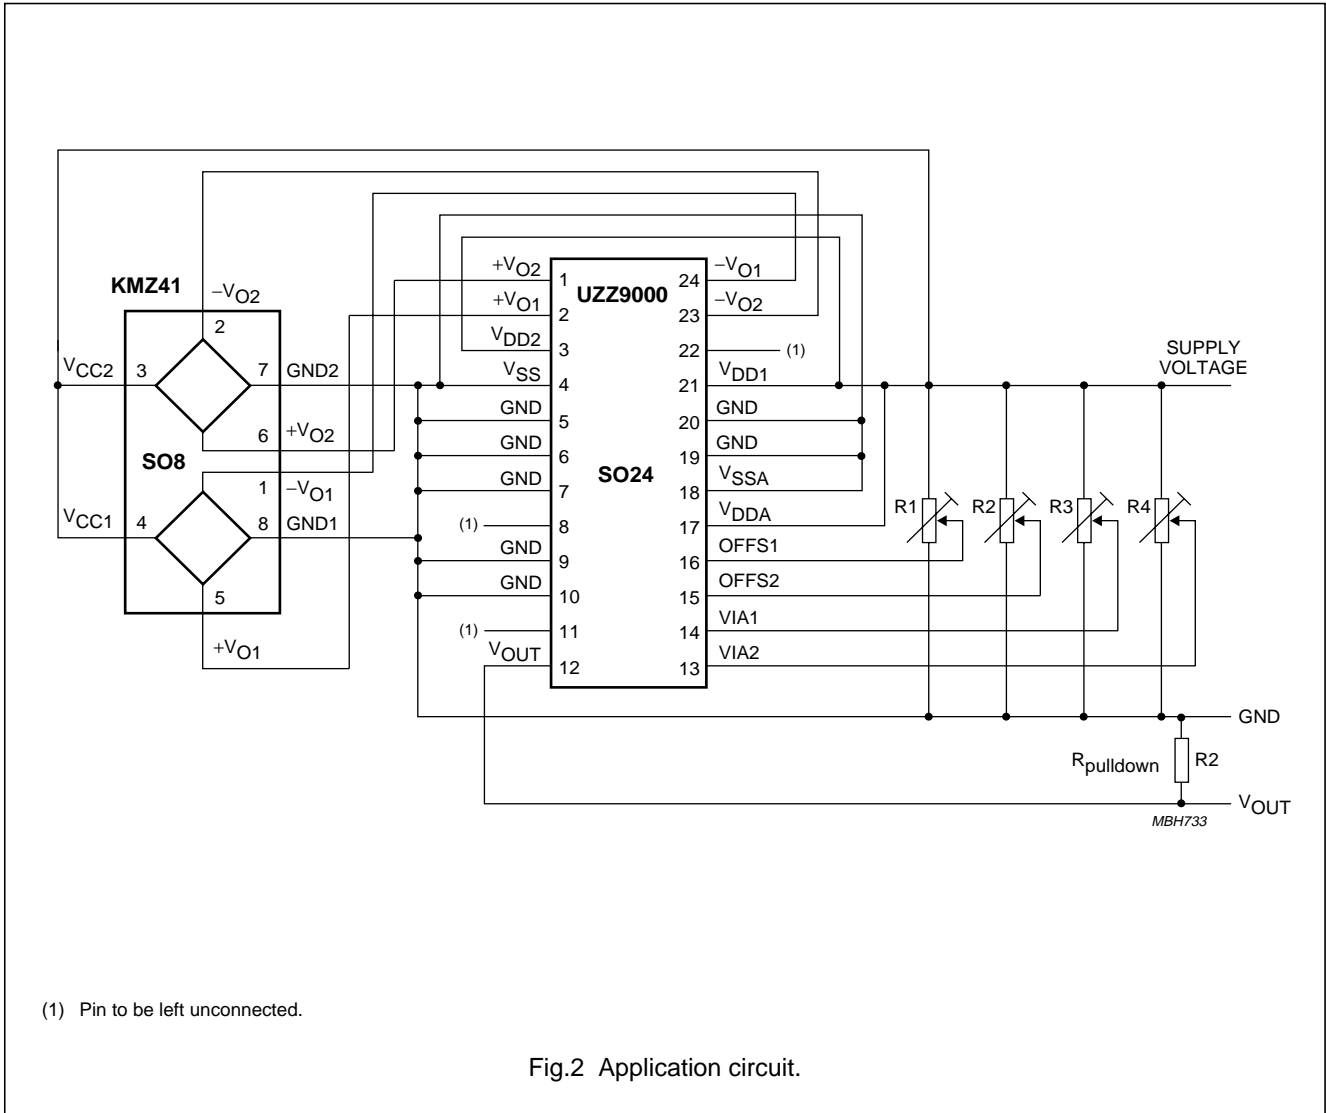 KMZ41
−VO2
2
VCC2
3
7
GND2
6
+VO2
SO8
1
−VO1
VCC1
4
8
GND1
5
+VO1
UZZ9000
SO24
+VO2
1
+VO1
2
VDD2
3
VSS
4
GND
5
GND
6
GND
7
(1)
8
GND
9
GND
10
(1)
11
VOUT
12
24
−VO1
23
−VO2
22
(1)
21
VDD1
20
GND
19
GND
18
VSSA
17
VDDA
16
OFFS1
15
OFFS2
14
VIA1
13
VIA2
SUPPLY
VOLTAGE
R1
R2
R3
R4
GND
Rpulldown
R2
VOUT
MBH733
(1) Pin to be left unconnected.
Fig.2 Application circuit.